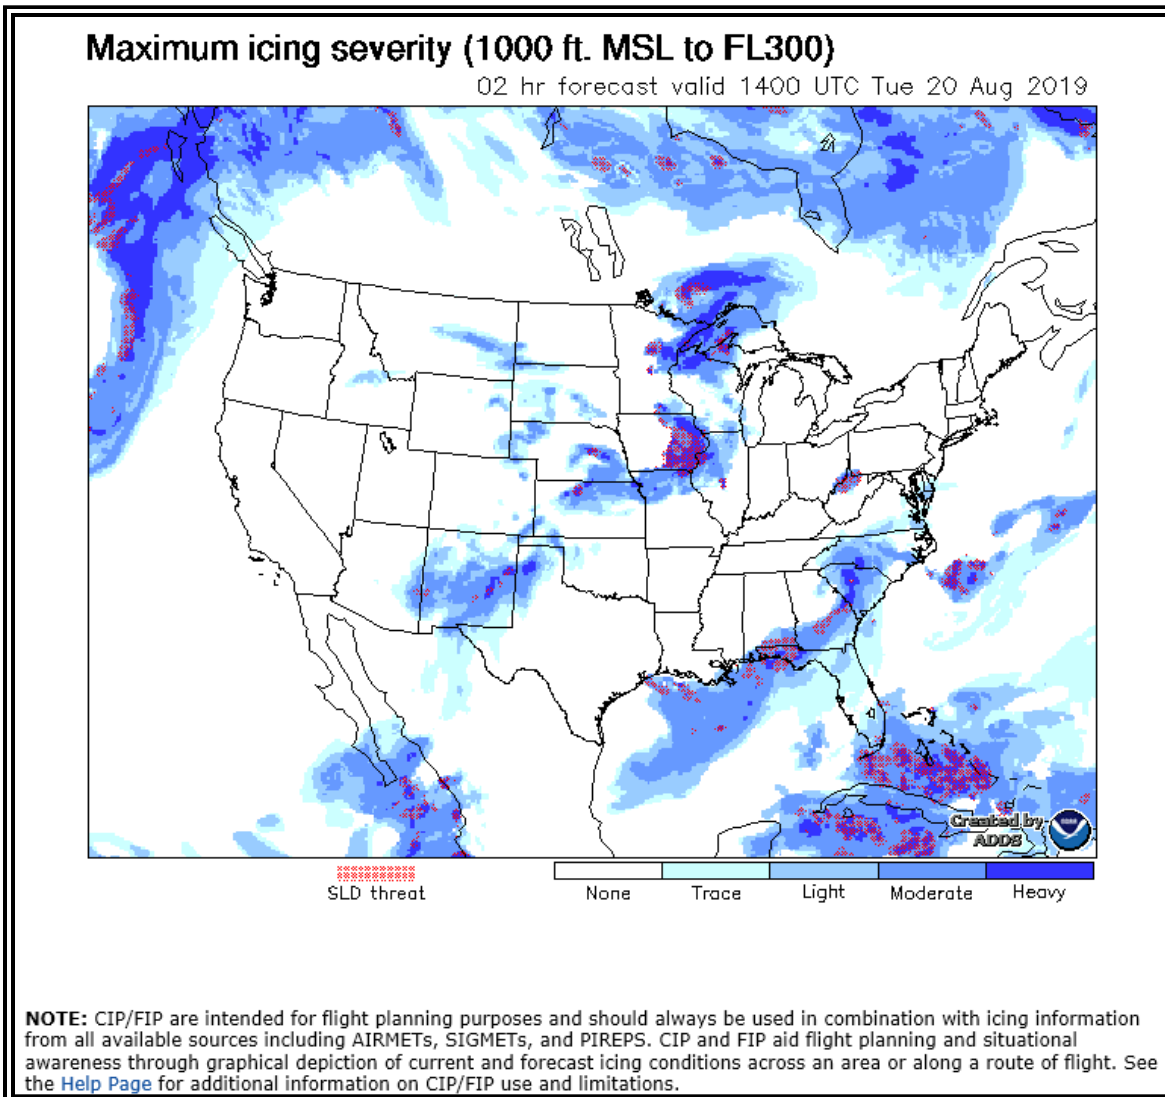 Maximum icing severity (1000 ft. MSL to FL300)
02 hr forecast valid 1400 UTC Tue 20 Aug 2019
Created by
ADDS
SLD threat
None Trace Light Moderate Heavy
NOTE: CIP/FIP are intended for flight planning purposes and should always be used in combination with icing information
from all available sources including AIRMETs, SIGMETs, and PIREPS. CIP and FIP aid flight planning and situational
awareness through graphical depiction of current and forecast icing conditions across an area or along a route of flight. See
the Help Page for additional information on CIP/FIP use and limitations.